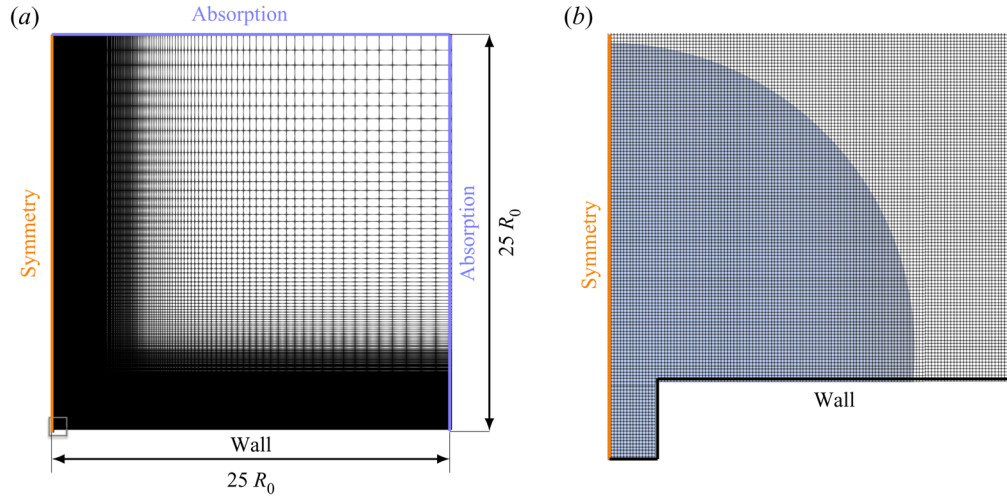 (a)
Absorption
Symmetry
Absorption
25 R₀
Wall
25 R₀
(b)
Symmetry
Wall